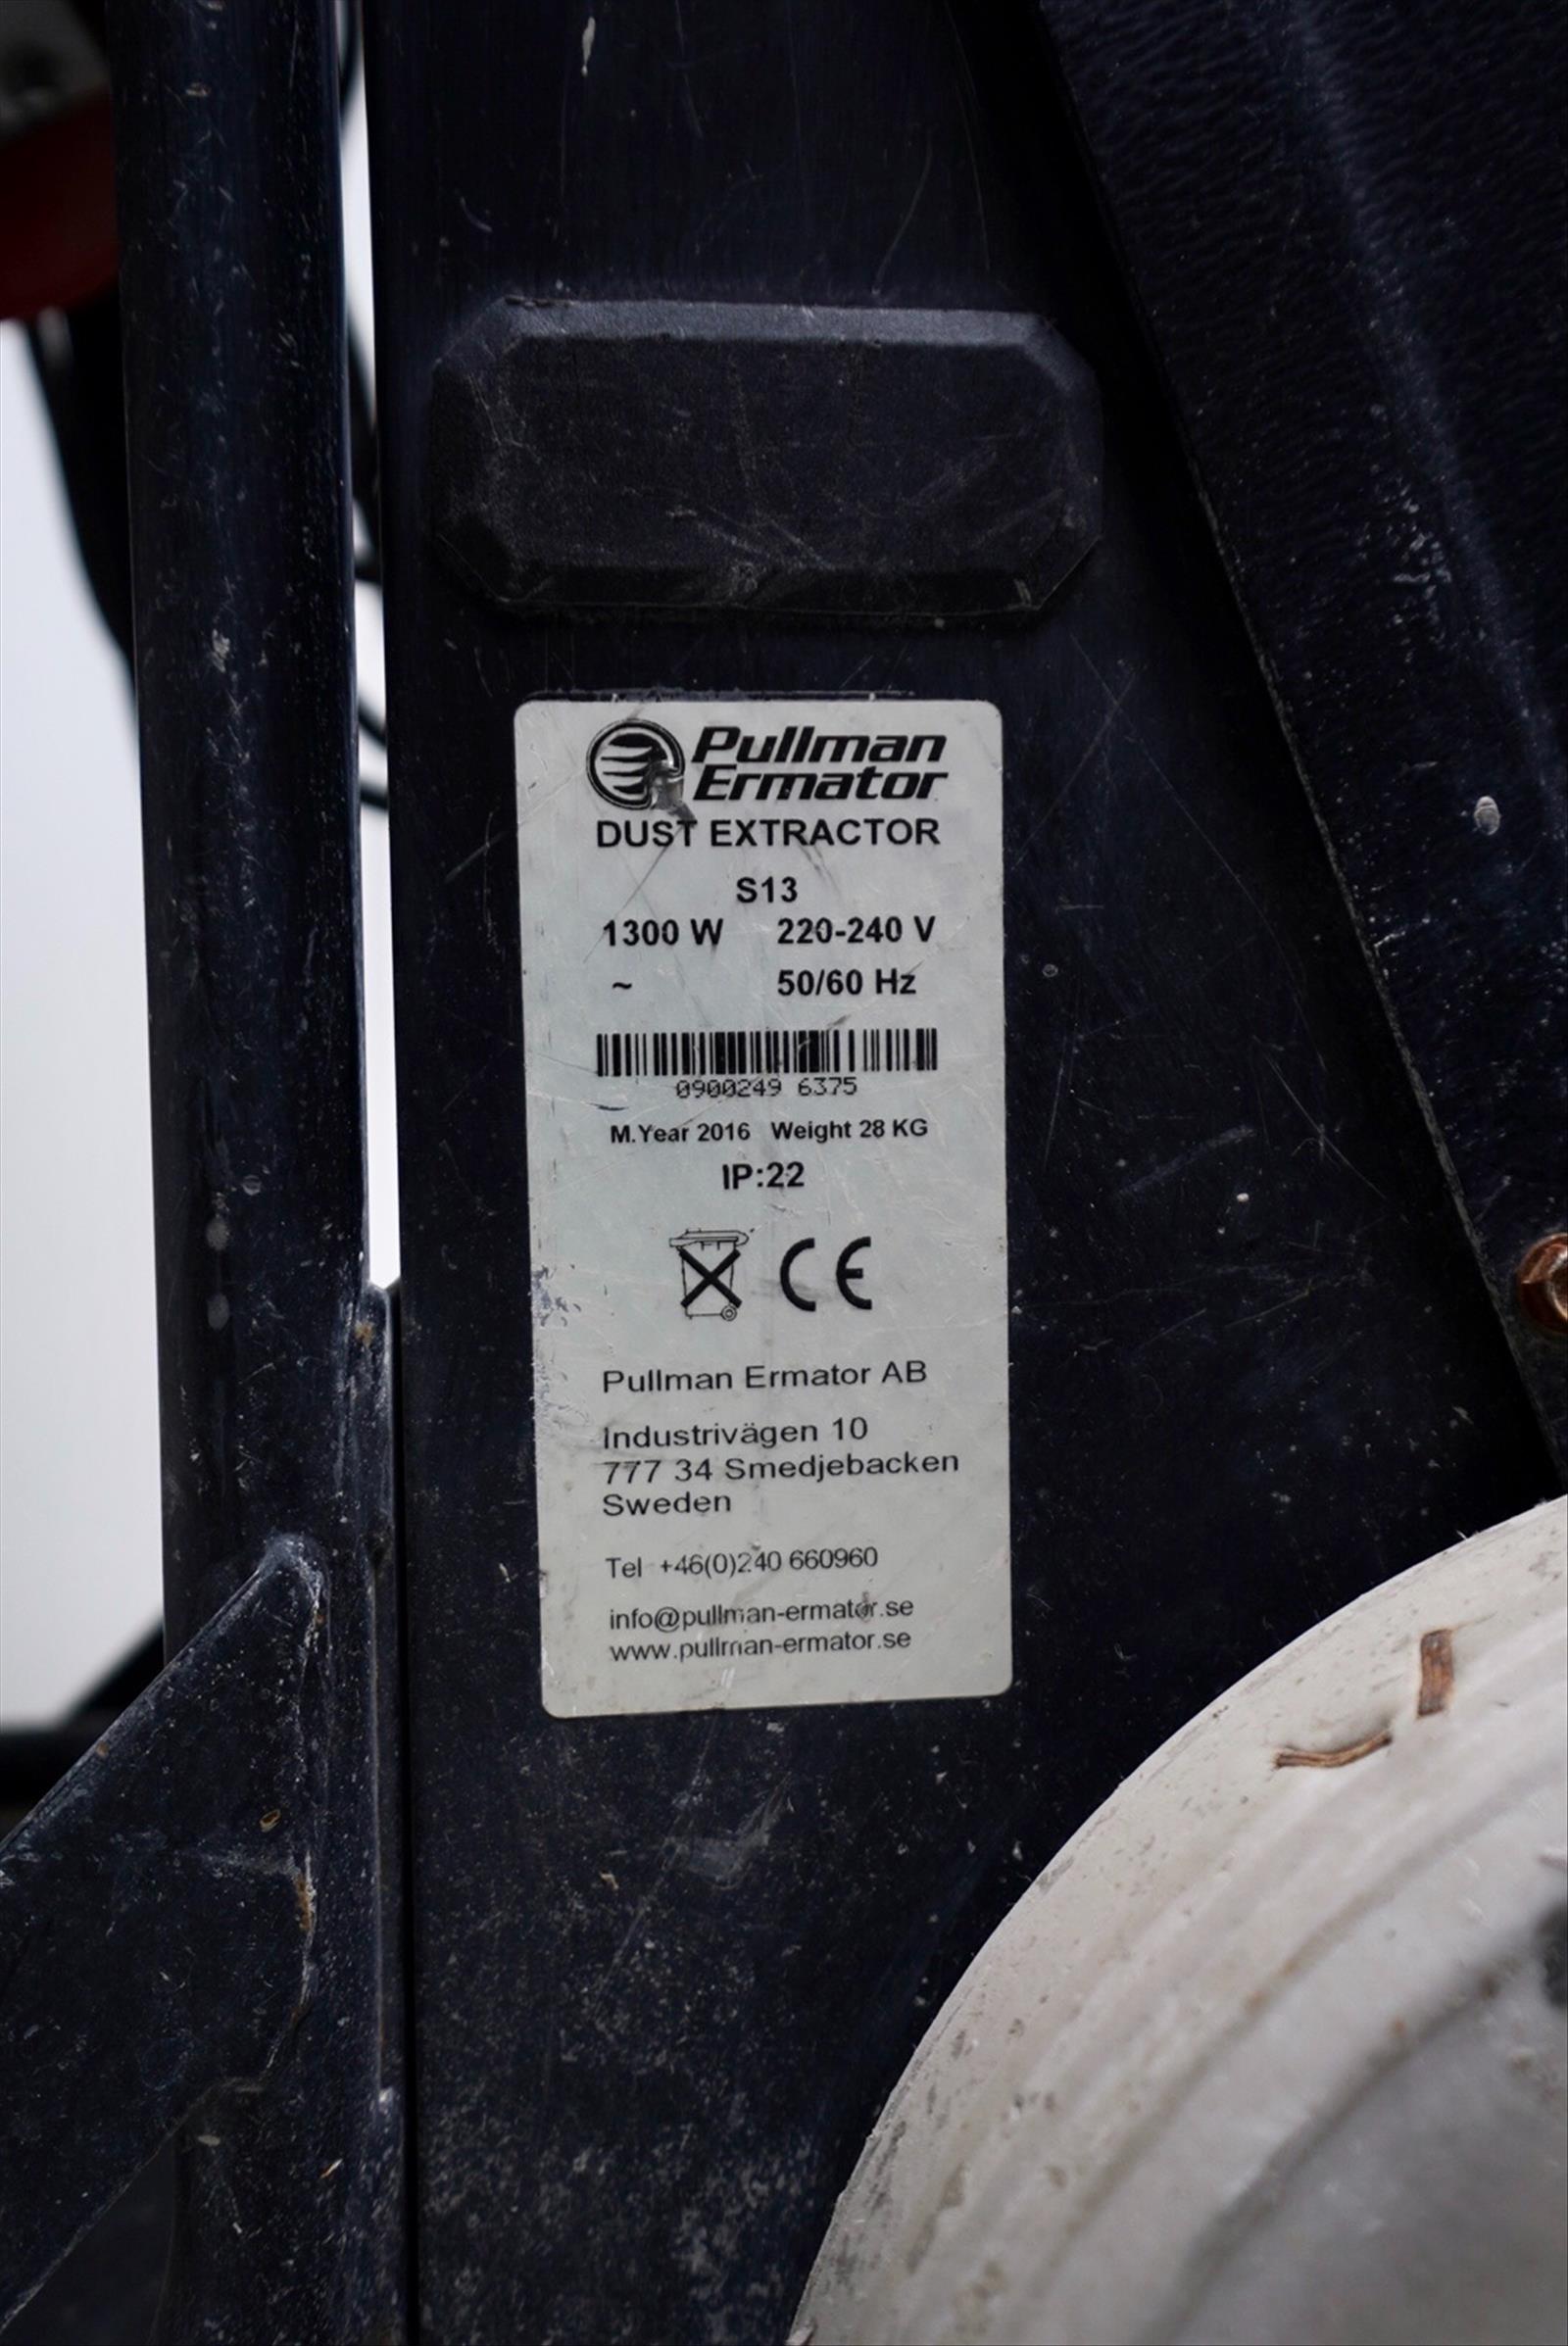 Pullman
Ermator
DUST EXTRACTOR
S13
1300 W 220-240 V
~ 50/60 Hz
0900249 6375
M.Year 2016 Weight 28 KG
IP:22
CE
Pullman Ermator AB
Industrivägen 10
777 34 Smedjebacken
Sweden
Tel +46(0)240 660960
info@pullman-ermator.se
www.pullman-ermator.se